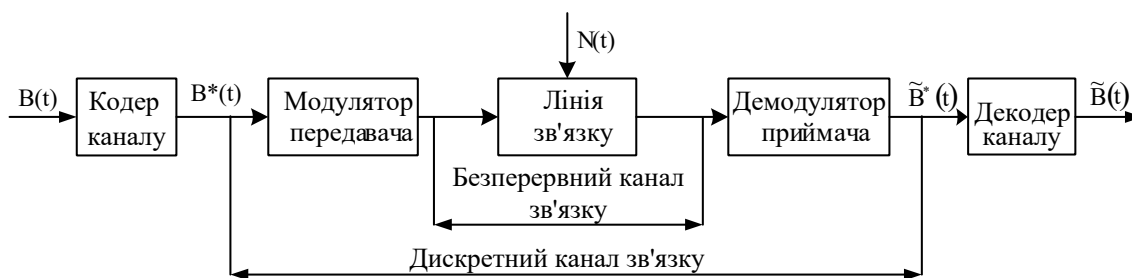 N(t)
B(t)
Кодер
каналу
B*(t)
Модулятор
передавача
Лінія
зв'язку
Демодулятор
приймача
B̃*(t)
Декодер
каналу
B̃(t)
Безперервний канал
зв'язку
Дискретний канал зв'язку